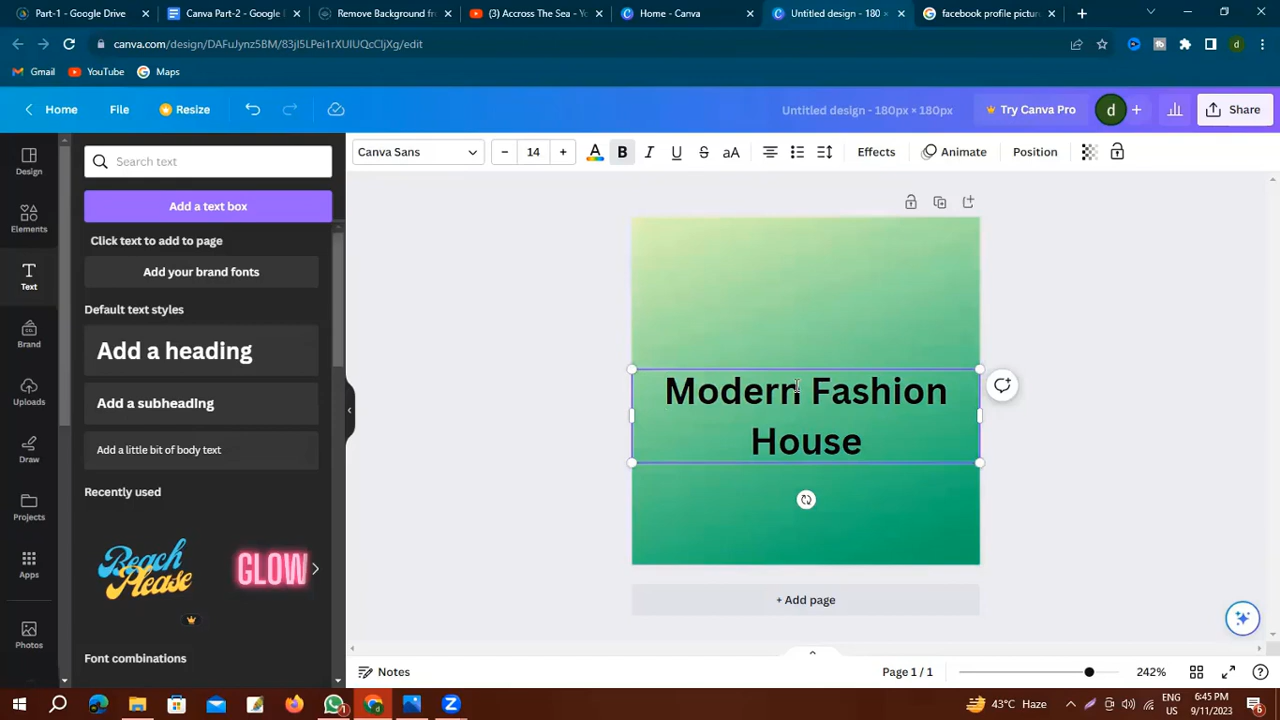 Part-1 - Google Drive
Canva Part-2 - Google
Remove Background fr
(3) Accross The Sea - Yo
Home - Canva
Untitled design - 180 ×
facebook profile pictur
canva.com/design/DAFuJynz5BM/83jI5LPei1rXUIUQcCIjXg/edit
d
Gmail
YouTube
Maps
Home
File
Resize
Untitled design - 180px × 180px
Try Canva Pro
d
Share
Design
Elements
Text
Brand
Uploads
Draw
Projects
Apps
Photos
Search text
Add a text box
Click text to add to page
Add your brand fonts
Default text styles
Add a heading
Add a subheading
Add a little bit of body text
Recently used
Beach
Please
GLOW
Font combinations
Canva Sans
14
A
B
I
U
S
aA
Effects
Animate
Position
Modern Fashion
House
+ Add page
Notes
Page 1 / 1
242%
43°C Haze
ENG
US
6:45 PM
9/11/2023
6